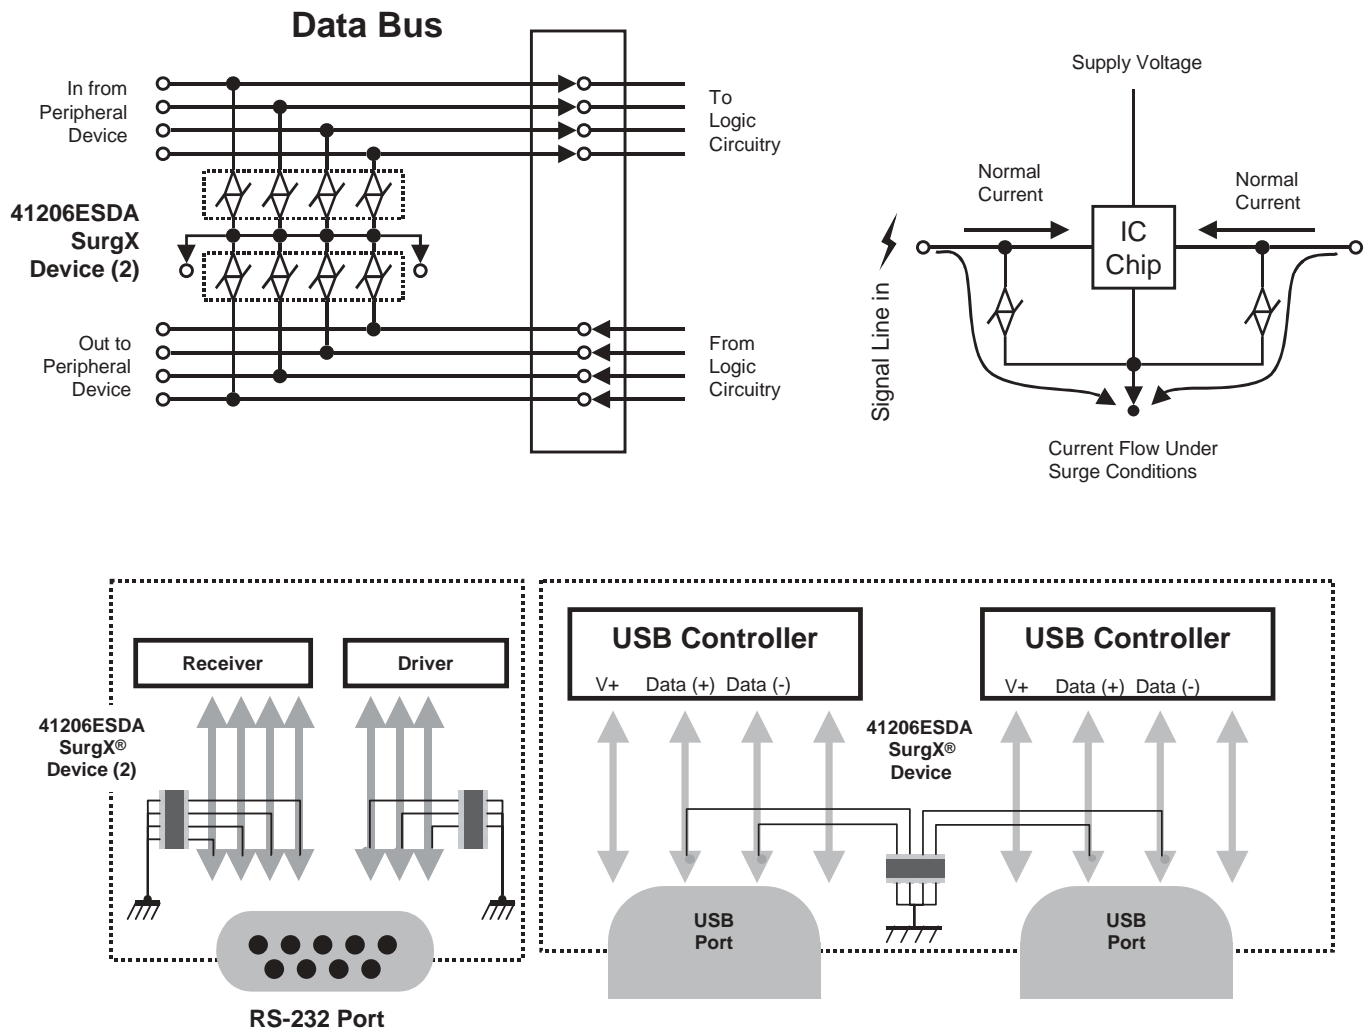 Data Bus
In from
Peripheral
Device
To
Logic
Circuitry
41206ESDA
SurgX
Device (2)
Out to
Peripheral
Device
From
Logic
Circuitry
Supply Voltage
Normal
Current
Normal
Current
IC
Chip
Signal Line in
Current Flow Under
Surge Conditions
Receiver
Driver
41206ESDA
SurgX®
Device (2)
RS-232 Port
USB Controller
V+ Data (+) Data (-)
41206ESDA
SurgX®
Device
USB Controller
V+ Data (+) Data (-)
USB
Port
USB
Port